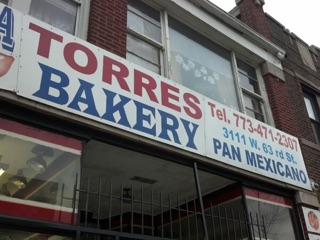 TORRES
BAKERY
Tel. 773-471-2307
3111 W. 63 rd St.
PAN MEXICANO